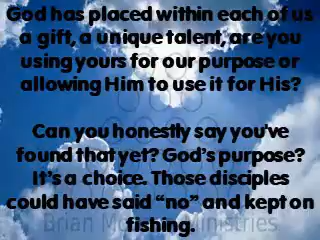 God has placed within each of us
a gift, a unique talent, are you
using yours for our purpose or
allowing Him to use it for His?
Can you honestly say you've
found that yet? God's purpose?
It's a choice. Those disciples
could have said "no" and kept on
fishing.
Brian Mo Ministries